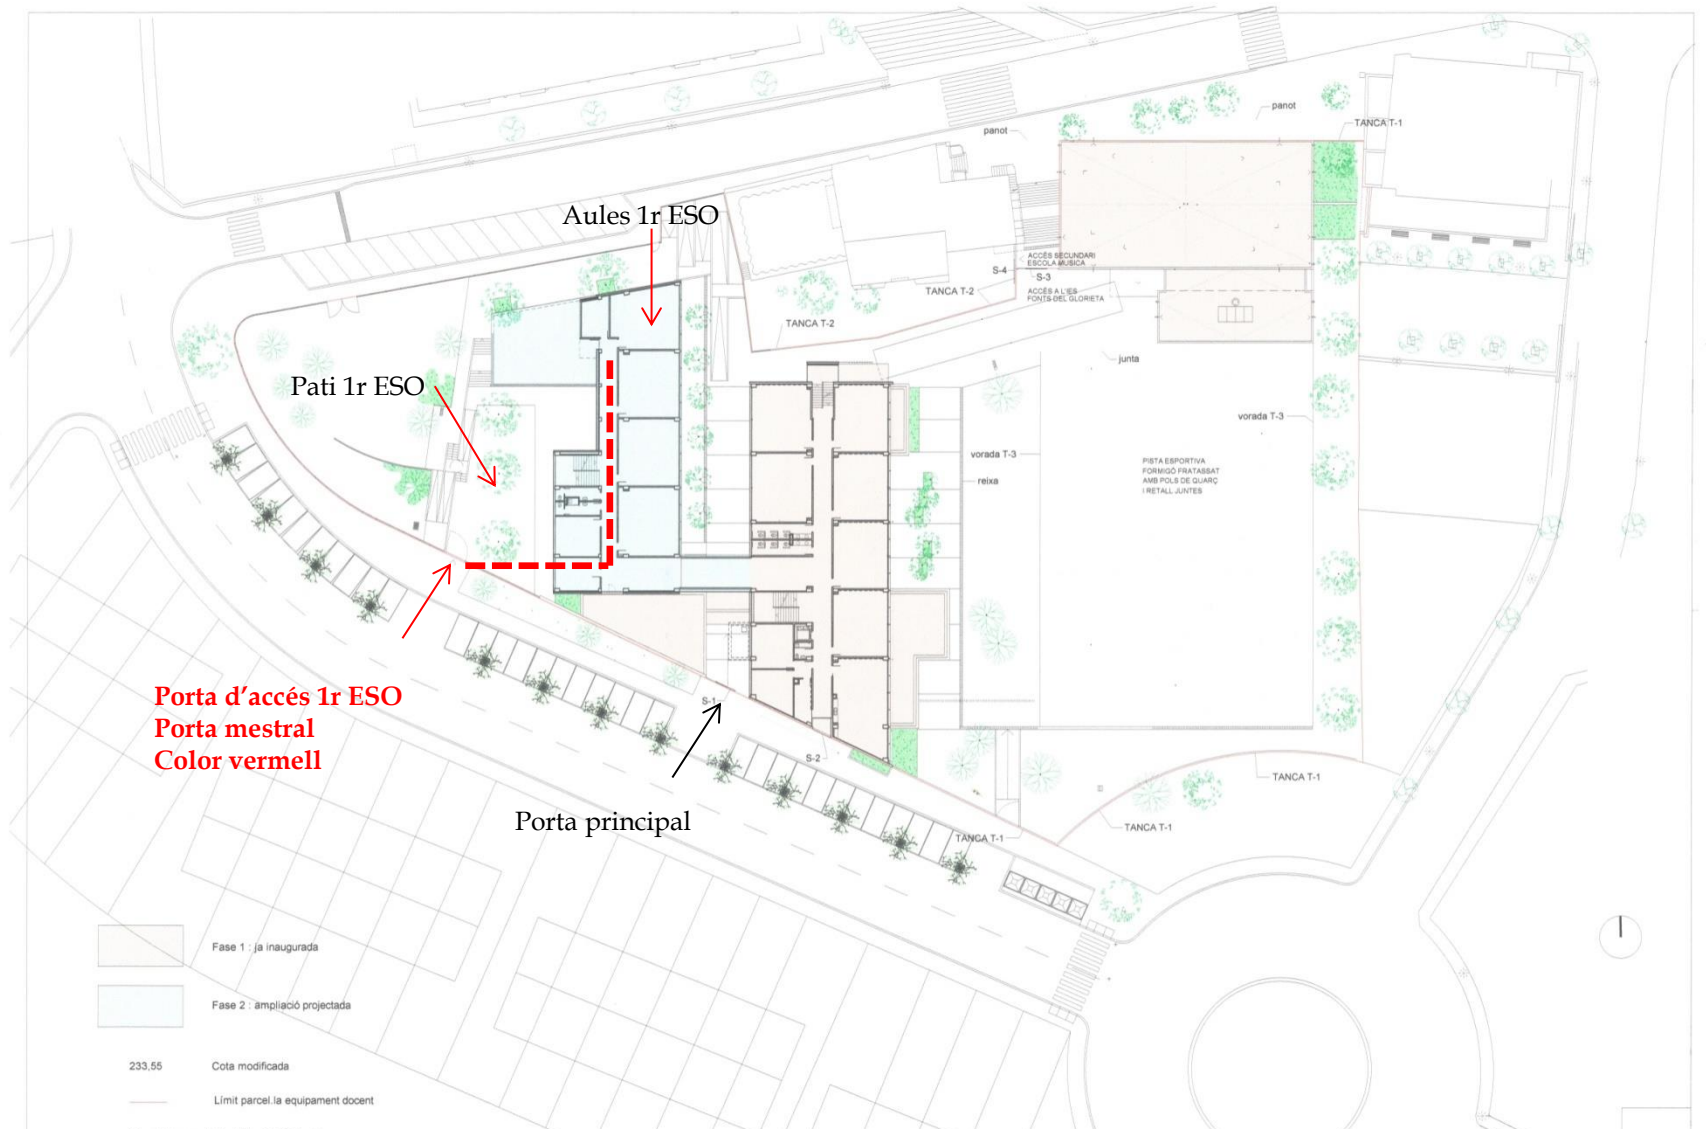 panot
panot
TANCA T-1
Aules 1r ESO
ACCÉS SECUNDARI
ESCOLA MUSICA
S-4
S-3
ACCÉS A L'IES
FONTS DEL GLORIETA
TANCA T-2
TANCA T-2
junta
Pati 1r ESO
vorada T-3
vorada T-3
reixa
PISTA ESPORTIVA
FORMIGÓ FRATASSAT
AMB POLS DE QUARÇ
I RETALL JUNTES
Porta d'accés 1r ESO
Porta mestral
Color vermell
S-1
S-2
Porta principal
TANCA T-1
TANCA T-1
TANCA T-1
Fase 1 : ja inaugurada
Fase 2 : ampliació projectada
233,55 Cota modificada
Límit parcel.la equipament docent